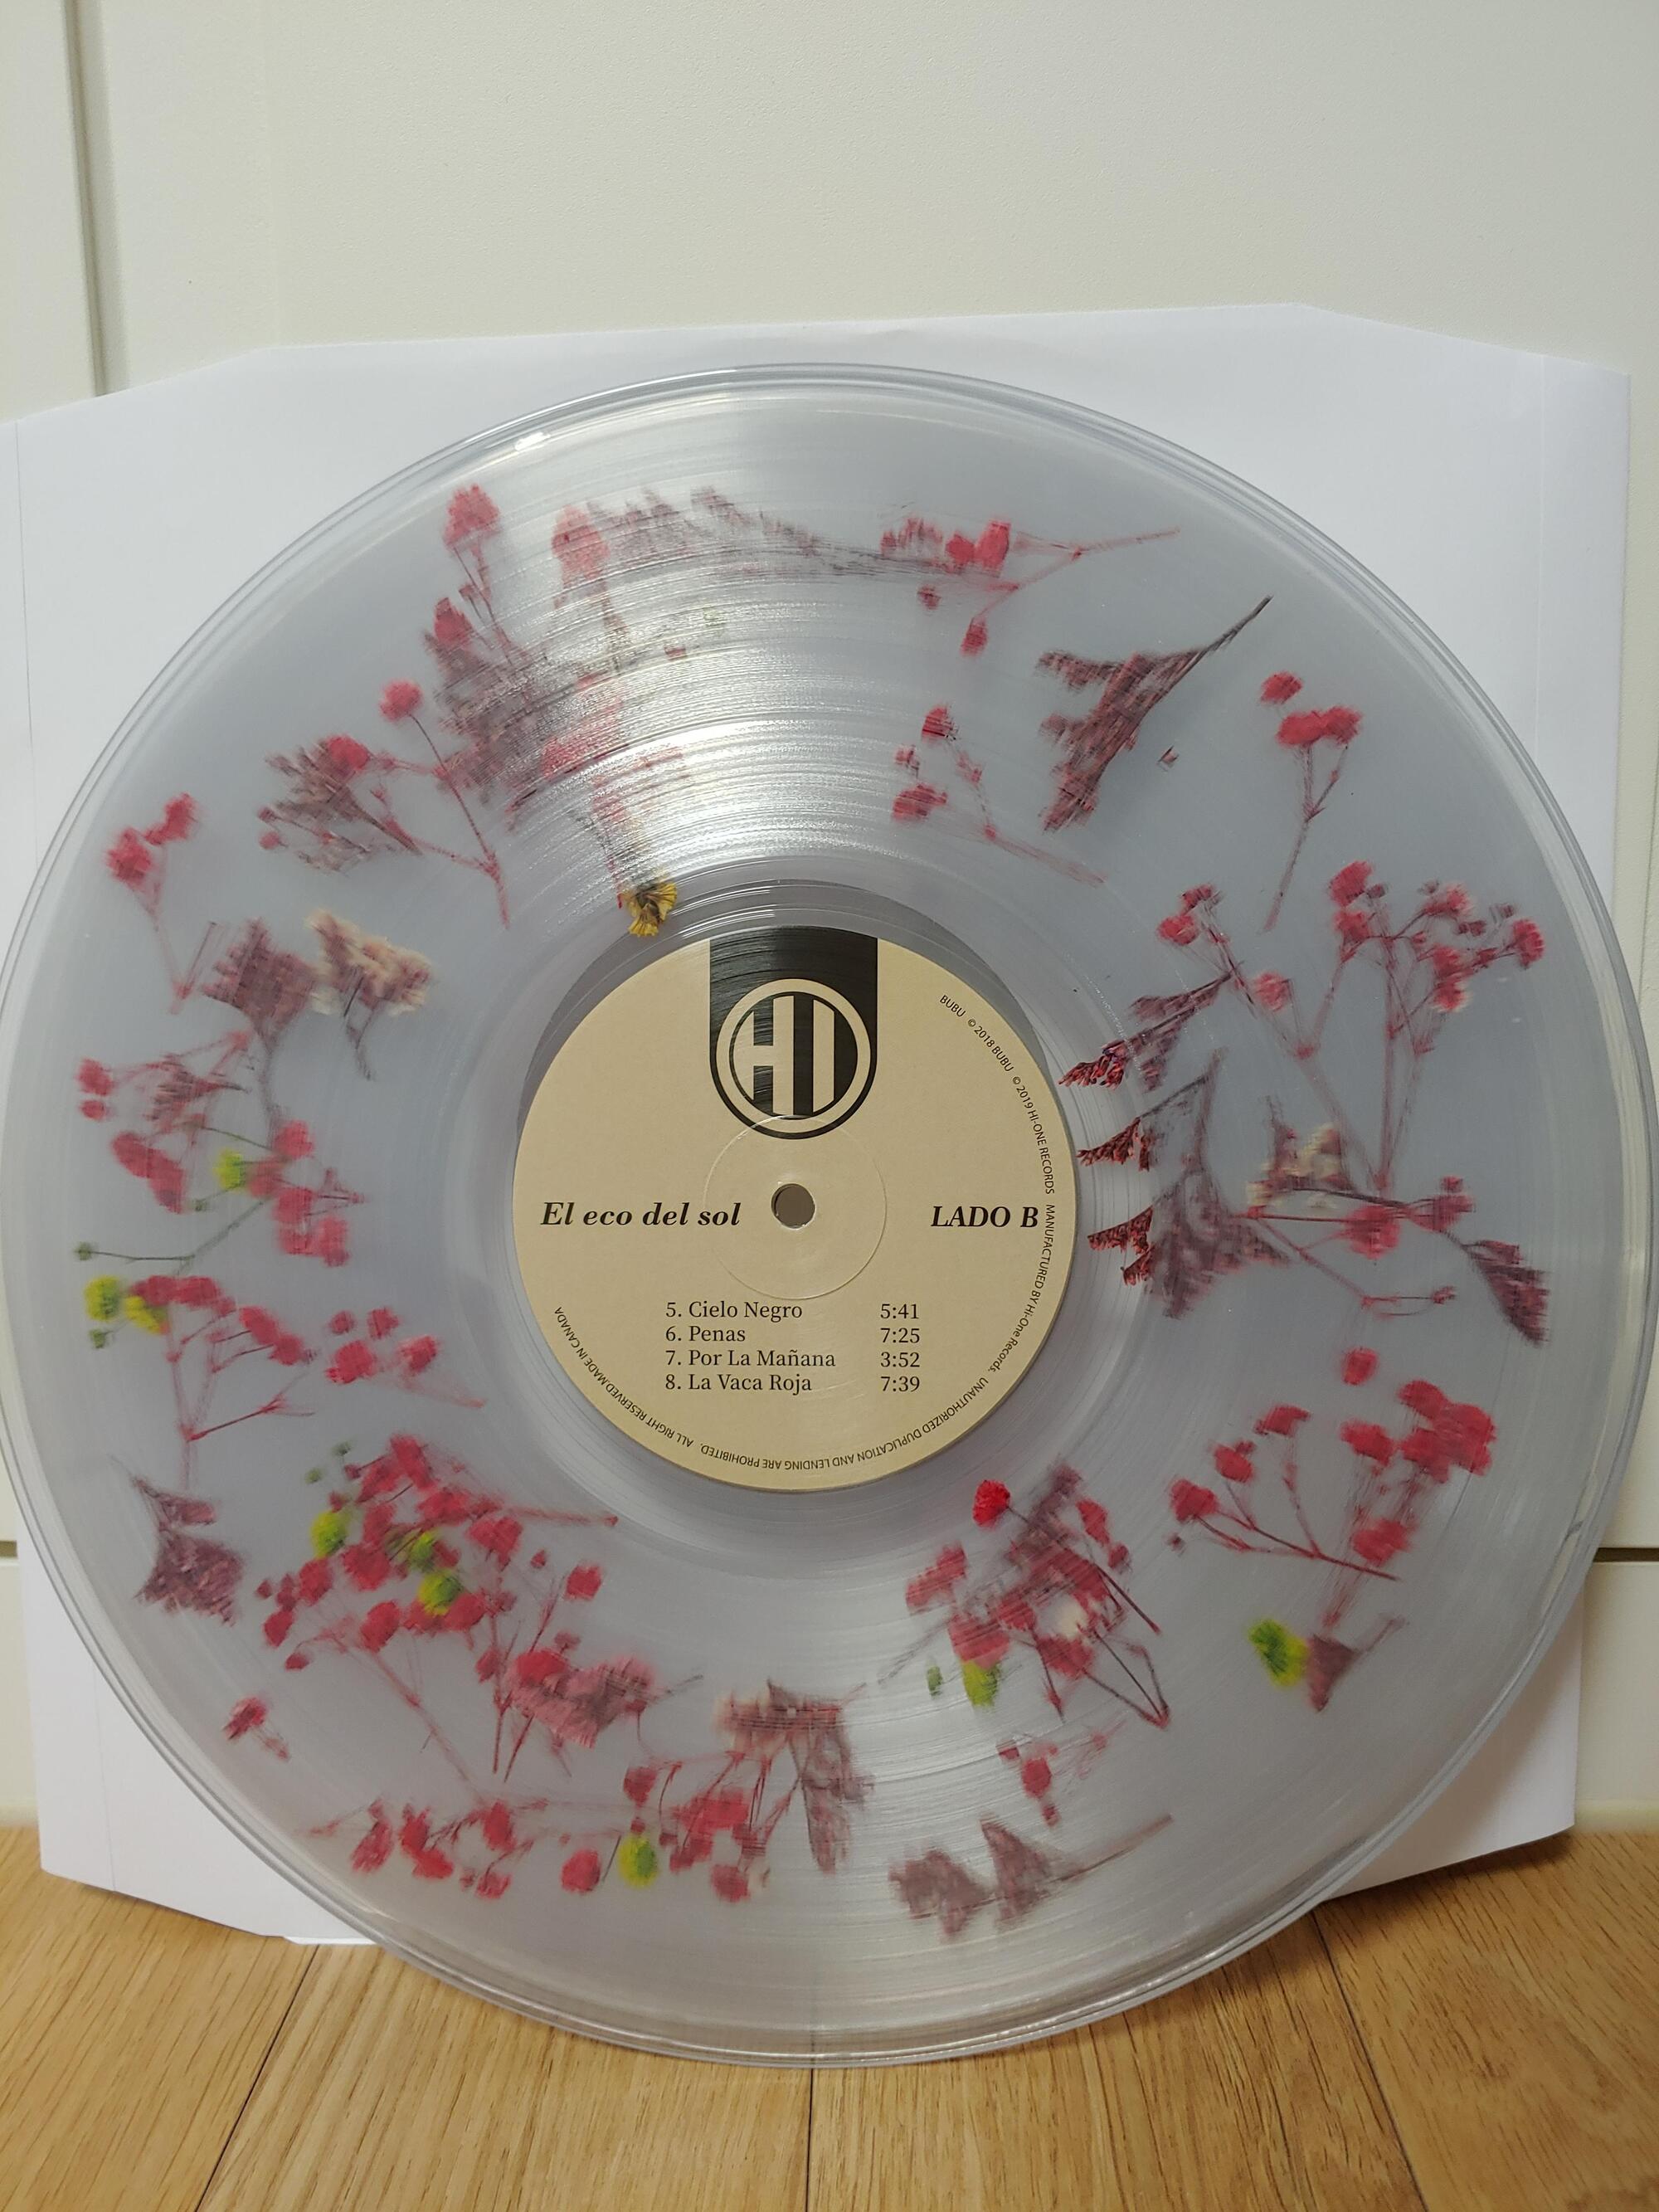 HI
El eco del sol
LADO B
5. Cielo Negro 5:41
6. Penas 7:25
7. Por La Mañana 3:52
8. La Vaca Roja 7:39
BUBU © 2018 BUBU © 2019 HI-ONE RECORDS MANUFACTURED BY Hi-One Records. UNAUTHORIZED DUPLICATION AND LENDING ARE PROHIBITED. ALL RIGHT RESERVED.MADE IN CANADA